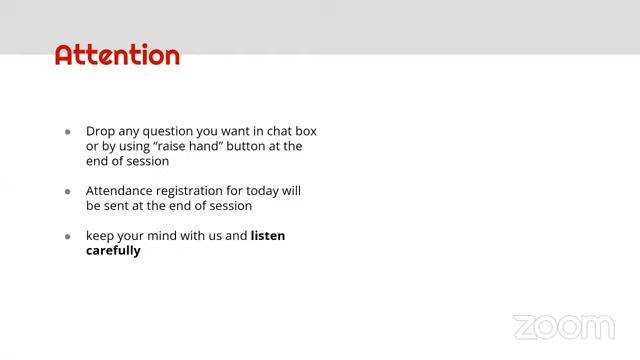 Attention
● Drop any question you want in chat box
or by using “raise hand” button at the
end of session
● Attendance registration for today will
be sent at the end of session
● keep your mind with us and listen
carefully
zoom